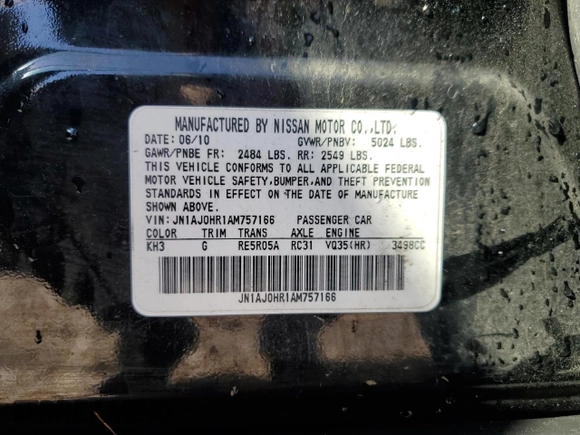 MANUFACTURED BY NISSAN MOTOR CO.,LTD.
DATE: 06/10 GVWR/PNBV: 5024 LBS.
GAWR/PNBE FR: 2484 LBS. RR: 2549 LBS.
THIS VEHICLE CONFORMS TO ALL APPLICABLE FEDERAL
MOTOR VEHICLE SAFETY,BUMPER,AND THEFT PREVENTION
STANDARDS IN EFFECT ON THE DATE OF MANUFACTURE
SHOWN ABOVE.
VIN: JN1AJ0HR1AM757166 PASSENGER CAR
COLOR TRIM TRANS AXLE ENGINE
KH3 G RE5R05A RC31 VQ35(HR) 3498CC
JN1AJ0HR1AM757166